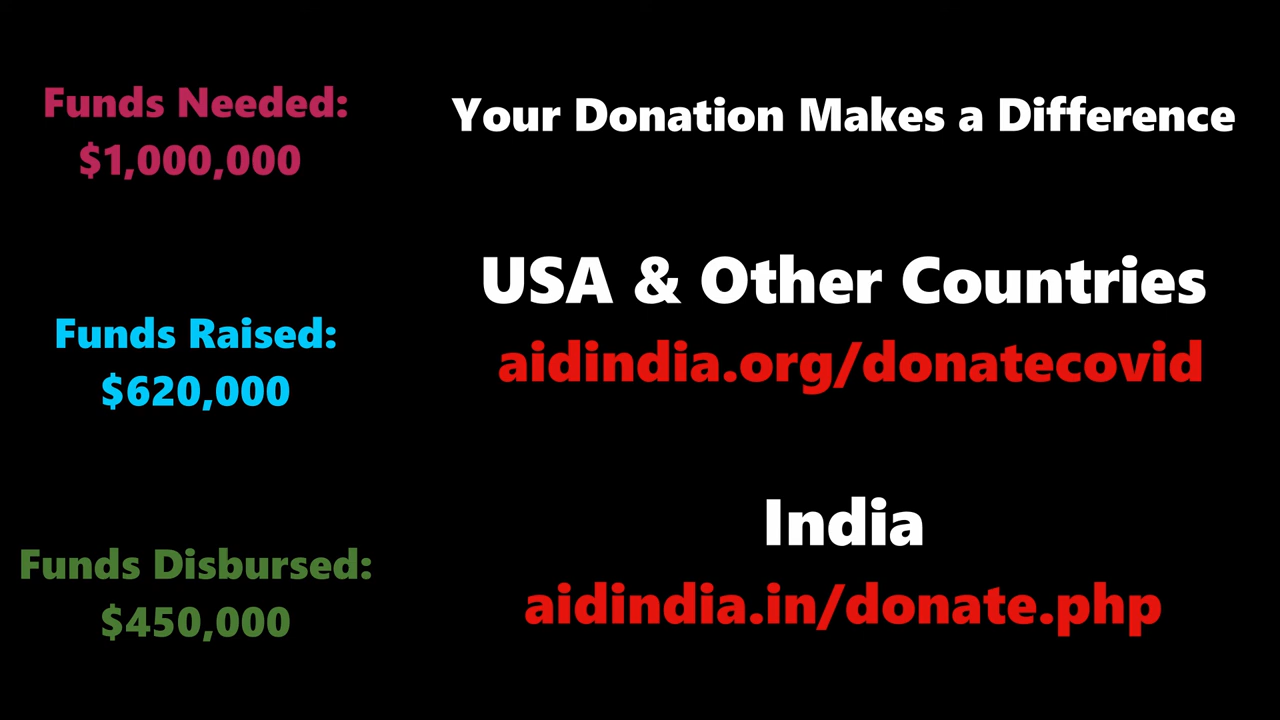 Funds Needed:
$1,000,000
Funds Raised:
$620,000
Funds Disbursed:
$450,000
Your Donation Makes a Difference
USA & Other Countries
aidindia.org/donatecovid
India
aidindia.in/donate.php